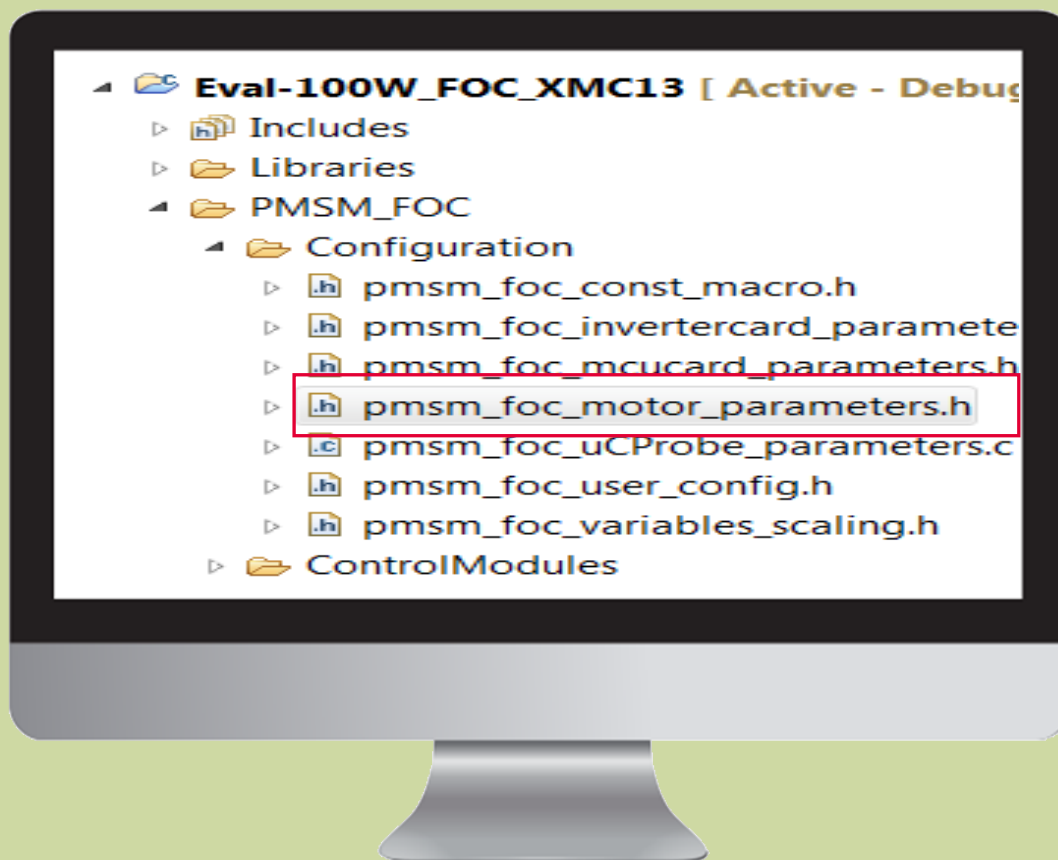 Eval-100W_FOC_XMC13 [ Active - Debug
Includes
Libraries
PMSM_FOC
Configuration
.h pmsm_foc_const_macro.h
.h pmsm_foc_invertercard_paramete
.h pmsm_foc_mcucard_parameters.h
.h pmsm_foc_motor_parameters.h
.c pmsm_foc_uCProbe_parameters.c
.h pmsm_foc_user_config.h
.h pmsm_foc_variables_scaling.h
ControlModules